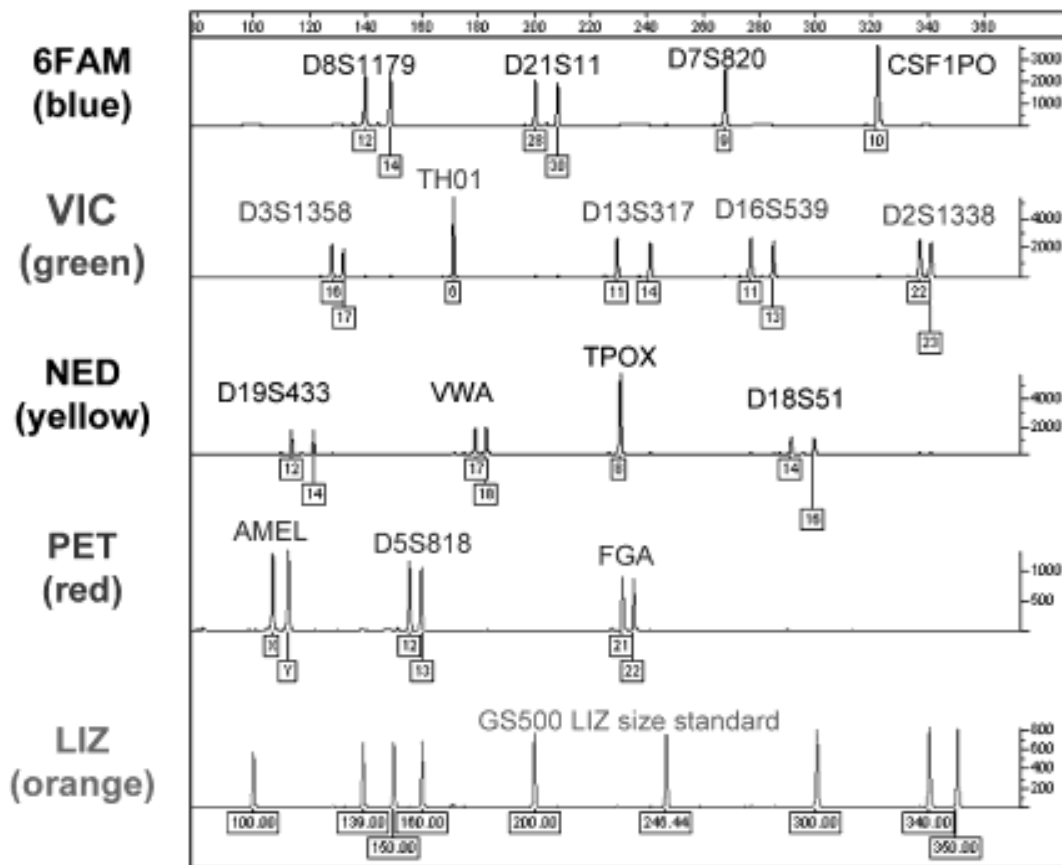 80 100 120 140 160 180 200 220 240 260 280 300 320 340 360
6FAM
(blue)
D8S1179 D21S11 D7S820 CSF1PO
3000
2000
1000
12 28 9 10
14 30
VIC
(green)
TH01
D3S1358 D13S317 D16S539 D2S1338
4000
2000
16 6 11 14 11 22
17 13
23
NED
(yellow)
TPOX
D19S433 VWA D18S51
4000
2000
12 17 8 14
14 18
16
PET
(red)
AMEL D5S818 FGA
1000
500
X 12 21
Y 13 22
LIZ
(orange)
GS500 LIZ size standard
800
600
400
200
100.00 139.00 160.00 200.00 246.44 300.00 340.00
150.00 350.00